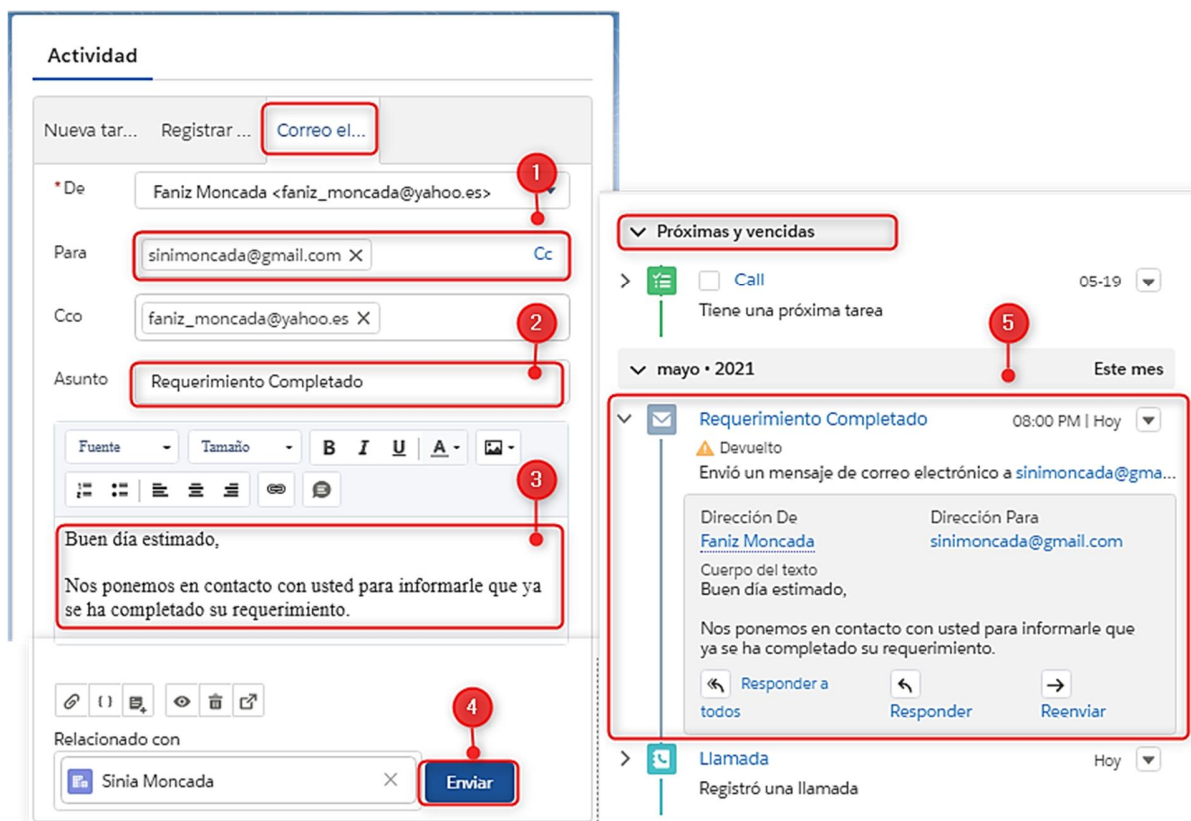 Actividad
Nueva tar... Registrar ... Correo el...
1
*De Faniz Moncada <faniz_moncada@yahoo.es>
Para sinimoncada@gmail.com Cc
Cco faniz_moncada@yahoo.es
2
Asunto Requerimiento Completado
Fuente Tamaño B I U A
3
Buen día estimado,
Nos ponemos en contacto con usted para informarle que ya
se ha completado su requerimiento.
4
Relacionado con
Sinia Moncada Enviar
Próximas y vencidas
Call 05-19
Tiene una próxima tarea
5
mayo • 2021 Este mes
Requerimiento Completado 08:00 PM | Hoy
Devuelto
Envió un mensaje de correo electrónico a sinimoncada@gma...
Dirección De Dirección Para
Faniz Moncada sinimoncada@gmail.com
Cuerpo del texto
Buen día estimado,
Nos ponemos en contacto con usted para informarle que
ya se ha completado su requerimiento.
Responder a
todos Responder Reenviar
Llamada Hoy
Registró una llamada